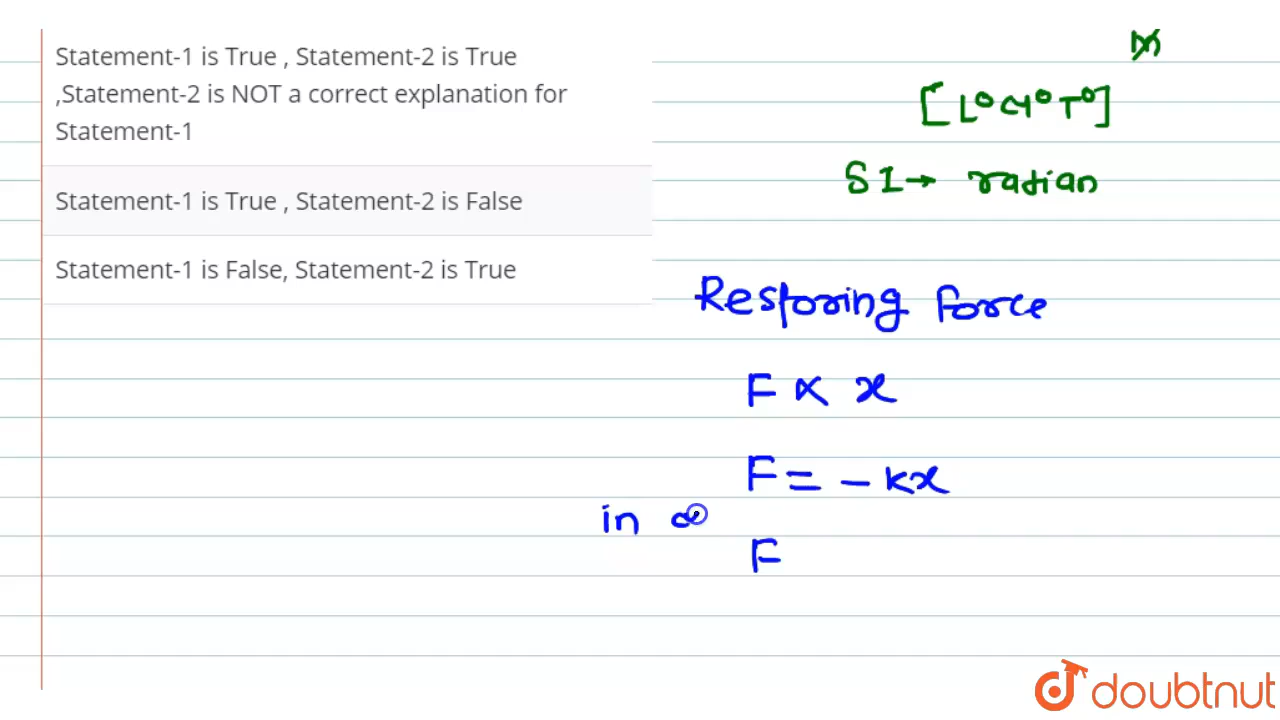 Statement-1 is True , Statement-2 is True
,Statement-2 is NOT a correct explanation for
Statement-1
Statement-1 is True , Statement-2 is False
Statement-1 is False, Statement-2 is True
M
[L⁰M⁰T⁰]
SI → radian
Restoring force
F ∝ x
F = - kx
in
F
doubtnut